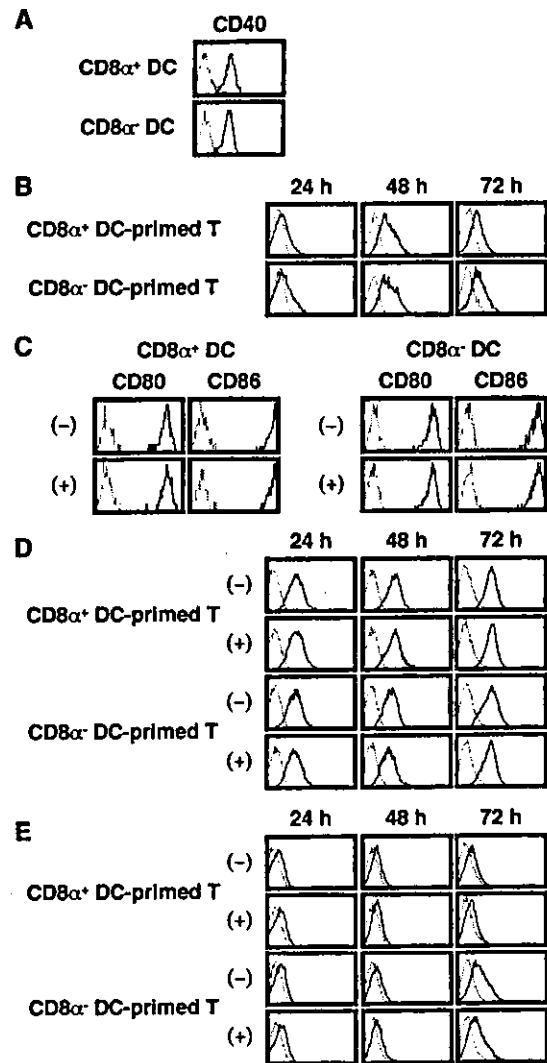 A
CD40
CD8α⁺ DC
CD8α⁻ DC
B
24 h 48 h 72 h
CD8α⁺ DC-primed T
CD8α⁻ DC-primed T
C
CD8α⁺ DC CD8α⁻ DC
CD80 CD86 CD80 CD86
(−) (−)
(+) (+)
D
24 h 48 h 72 h
(−)
CD8α⁺ DC-primed T
(+)
(−)
CD8α⁻ DC-primed T
(+)
E
24 h 48 h 72 h
(−)
CD8α⁺ DC-primed T
(+)
(−)
CD8α⁻ DC-primed T
(+)